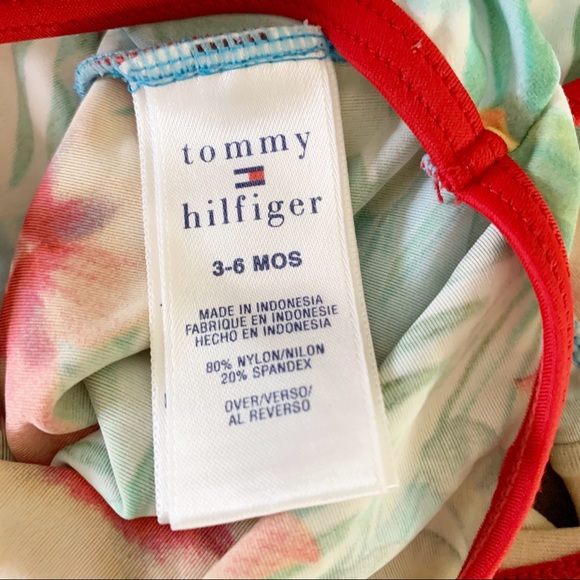 tommy
hilfiger
3-6 MOS
MADE IN INDONESIA
FABRIQUE EN INDONESIE
HECHO EN INDONESIA
80% NYLON/NILON
20% SPANDEX
OVER/VERSO/
AL REVERSO